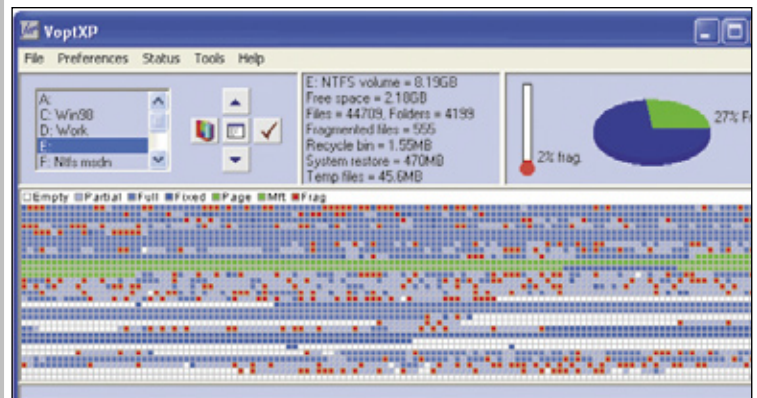 VoptXP
File Preferences Status Tools Help
A:
C: Win98
D: Work
E:
F: Ntfs msdn
E: NTFS volume = 8.19GB
Free space = 2.18GB
Files = 44709, Folders = 4199
Fragmented files = 555
Recycle bin = 1.55MB
System restore = 470MB
Temp files = 45.6MB
2% frag.
27% F
Empty Partial Full Fixed Page Mft Frag